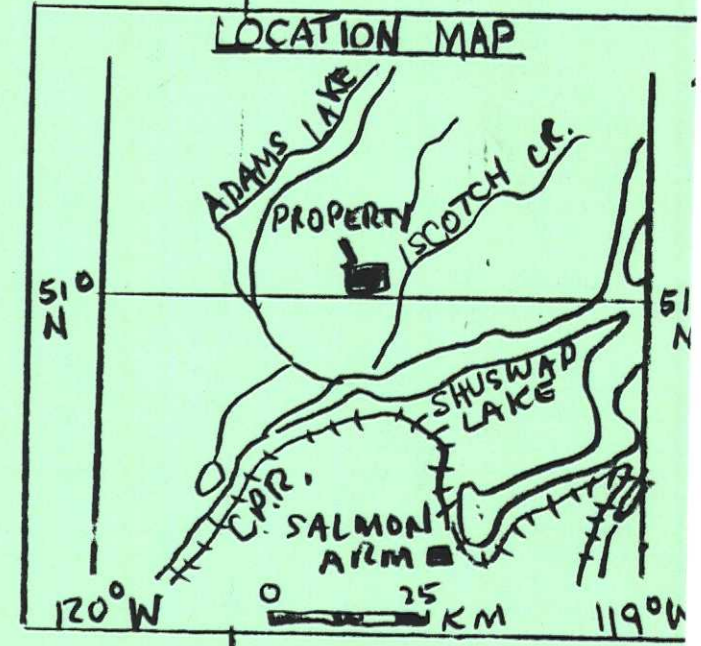 LOCATION MAP
ADAMS LAKE
PROPERTY
SCOTCH CR.
51°
N
51
N
SHUSWAP
LAKE
C.P.R.
SALMON
ARM
120°W
0 25
KM
119°W